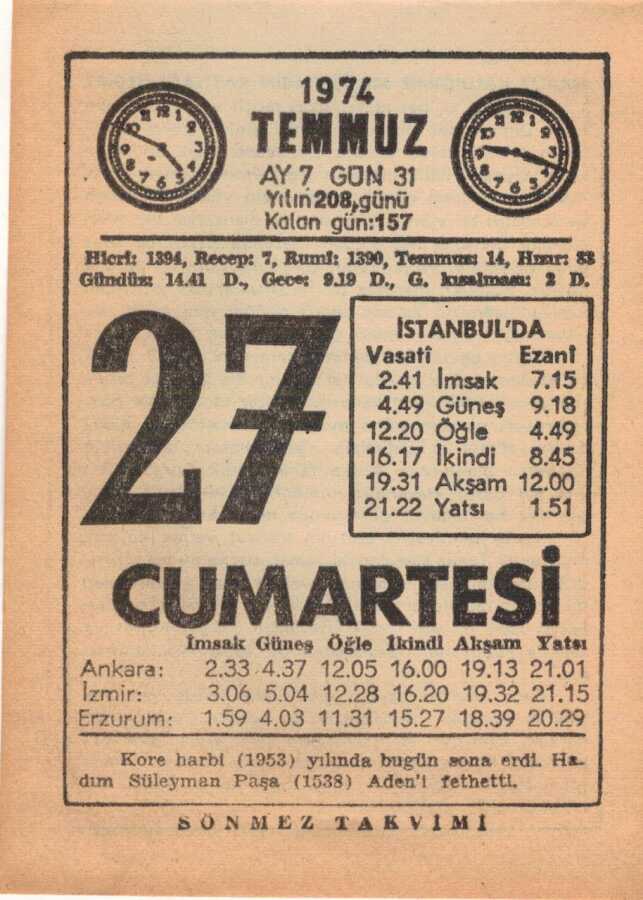 1974
TEMMUZ
AY 7 GÜN 31
Yılın 208, günü
Kalan gün:157
Hicrî: 1394, Recep: 7, Rumî: 1390, Temmuz: 14, Hızır: 83
Gündüz: 14.41 D., Gece: 9.19 D., G. kısalması: 2 D.
27
İSTANBUL'DA
Vasatî Ezanî
2.41 İmsak 7.15
4.49 Güneş 9.18
12.20 Öğle 4.49
16.17 İkindi 8.45
19.31 Akşam 12.00
21.22 Yatsı 1.51
CUMARTESİ
İmsak Güneş Öğle İkindi Akşam Yatsı
Ankara: 2.33 4.37 12.05 16.00 19.13 21.01
İzmir: 3.06 5.04 12.28 16.20 19.32 21.15
Erzurum: 1.59 4.03 11.31 15.27 18.39 20.29
Kore harbi (1953) yılında bugün sona erdi. Ha-
dım Süleyman Paşa (1538) Aden'i fethetti.
SÖNMEZ TAKVİMİ